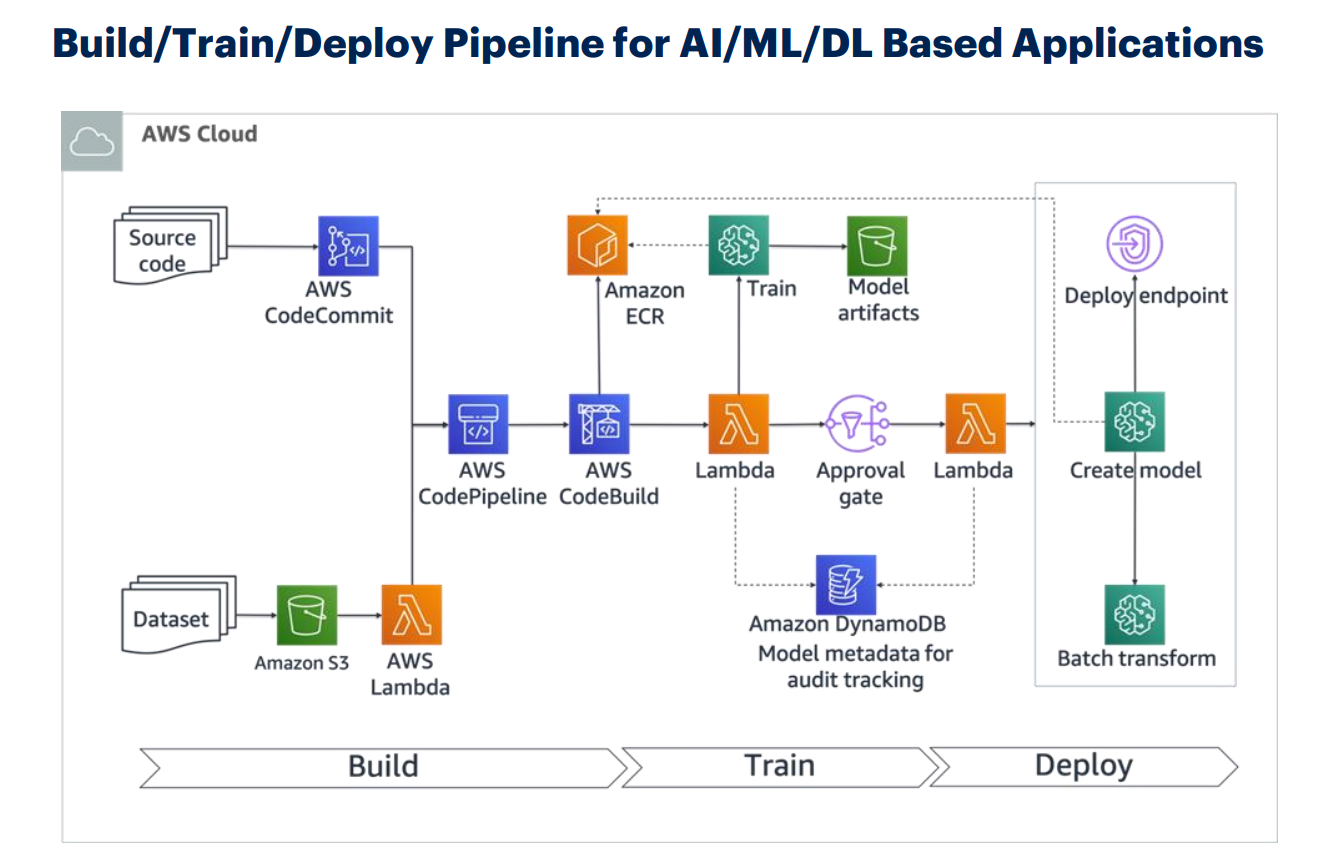 Build/Train/Deploy Pipeline for AI/ML/DL Based Applications
AWS Cloud
Source
code
AWS
CodeCommit
Amazon
ECR
Train
Model
artifacts
Deploy endpoint
AWS
CodePipeline
AWS
CodeBuild
Lambda
Approval
gate
Lambda
Create model
Dataset
Amazon S3
AWS
Lambda
Amazon DynamoDB
Model metadata for
audit tracking
Batch transform
Build
Train
Deploy